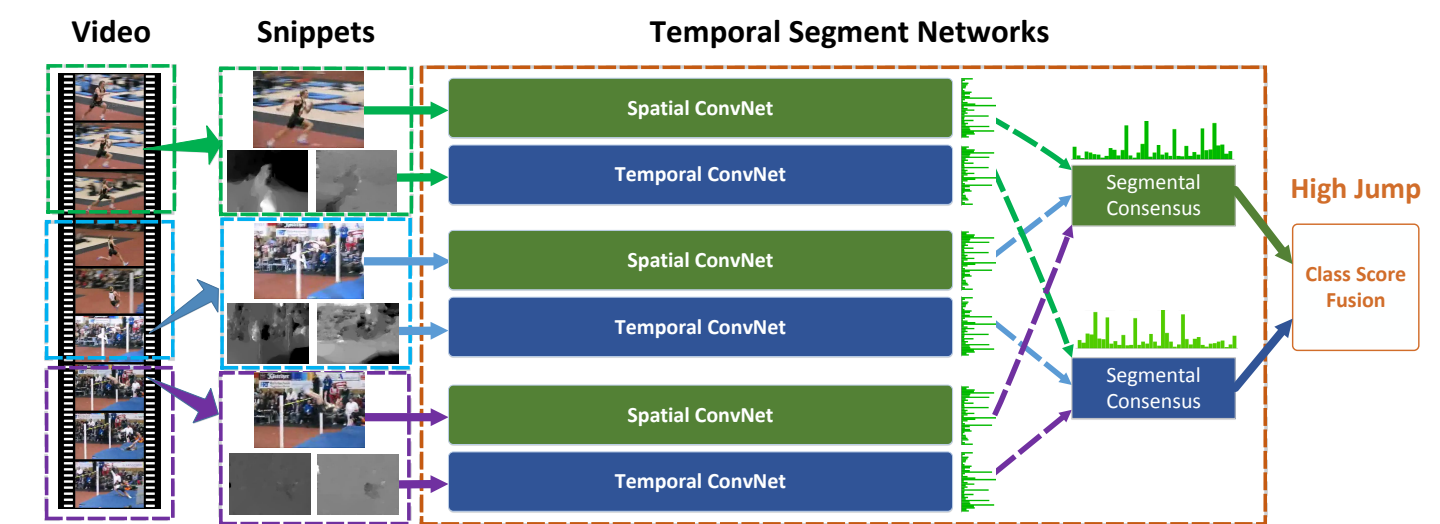 Video
Snippets
Temporal Segment Networks
Spatial ConvNet
Temporal ConvNet
Spatial ConvNet
Temporal ConvNet
Spatial ConvNet
Temporal ConvNet
Segmental
Consensus
Segmental
Consensus
High Jump
Class Score
Fusion